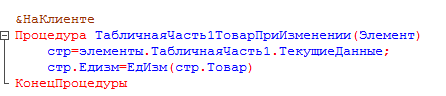 &НаКлиенте
Процедура ТабличнаяЧасть1ТоварПриИзменении(Элемент)
стр=элементы.ТабличнаяЧасть1.ТекущиеДанные;
стр.Едизм=ЕдИзм(стр.Товар)
КонецПроцедуры